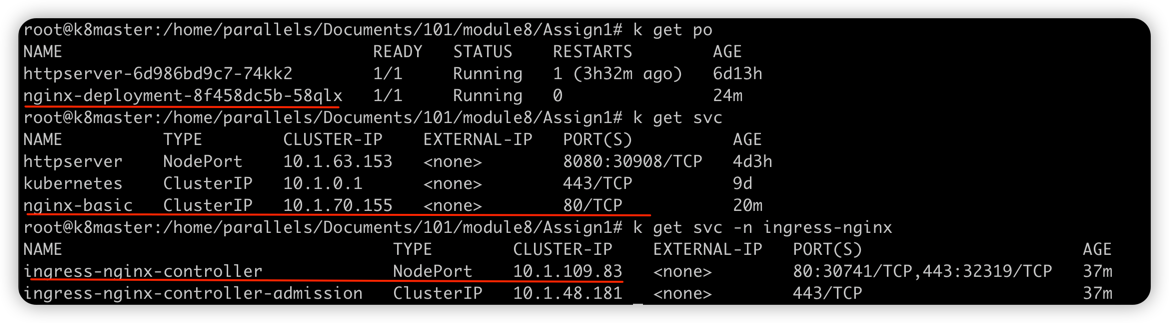 root@k8master:/home/parallels/Documents/101/module8/Assign1# k get po
NAME READY STATUS RESTARTS AGE
httpserver-6d986bd9c7-74kk2 1/1 Running 1 (3h32m ago) 6d13h
nginx-deployment-8f458dc5b-58qlx 1/1 Running 0 24m
root@k8master:/home/parallels/Documents/101/module8/Assign1# k get svc
NAME TYPE CLUSTER-IP EXTERNAL-IP PORT(S) AGE
httpserver NodePort 10.1.63.153 <none> 8080:30908/TCP 4d3h
kubernetes ClusterIP 10.1.0.1 <none> 443/TCP 9d
nginx-basic ClusterIP 10.1.70.155 <none> 80/TCP 20m
root@k8master:/home/parallels/Documents/101/module8/Assign1# k get svc -n ingress-nginx
NAME TYPE CLUSTER-IP EXTERNAL-IP PORT(S) AGE
ingress-nginx-controller NodePort 10.1.109.83 <none> 80:30741/TCP,443:32319/TCP 37m
ingress-nginx-controller-admission ClusterIP 10.1.48.181 <none> 443/TCP 37m